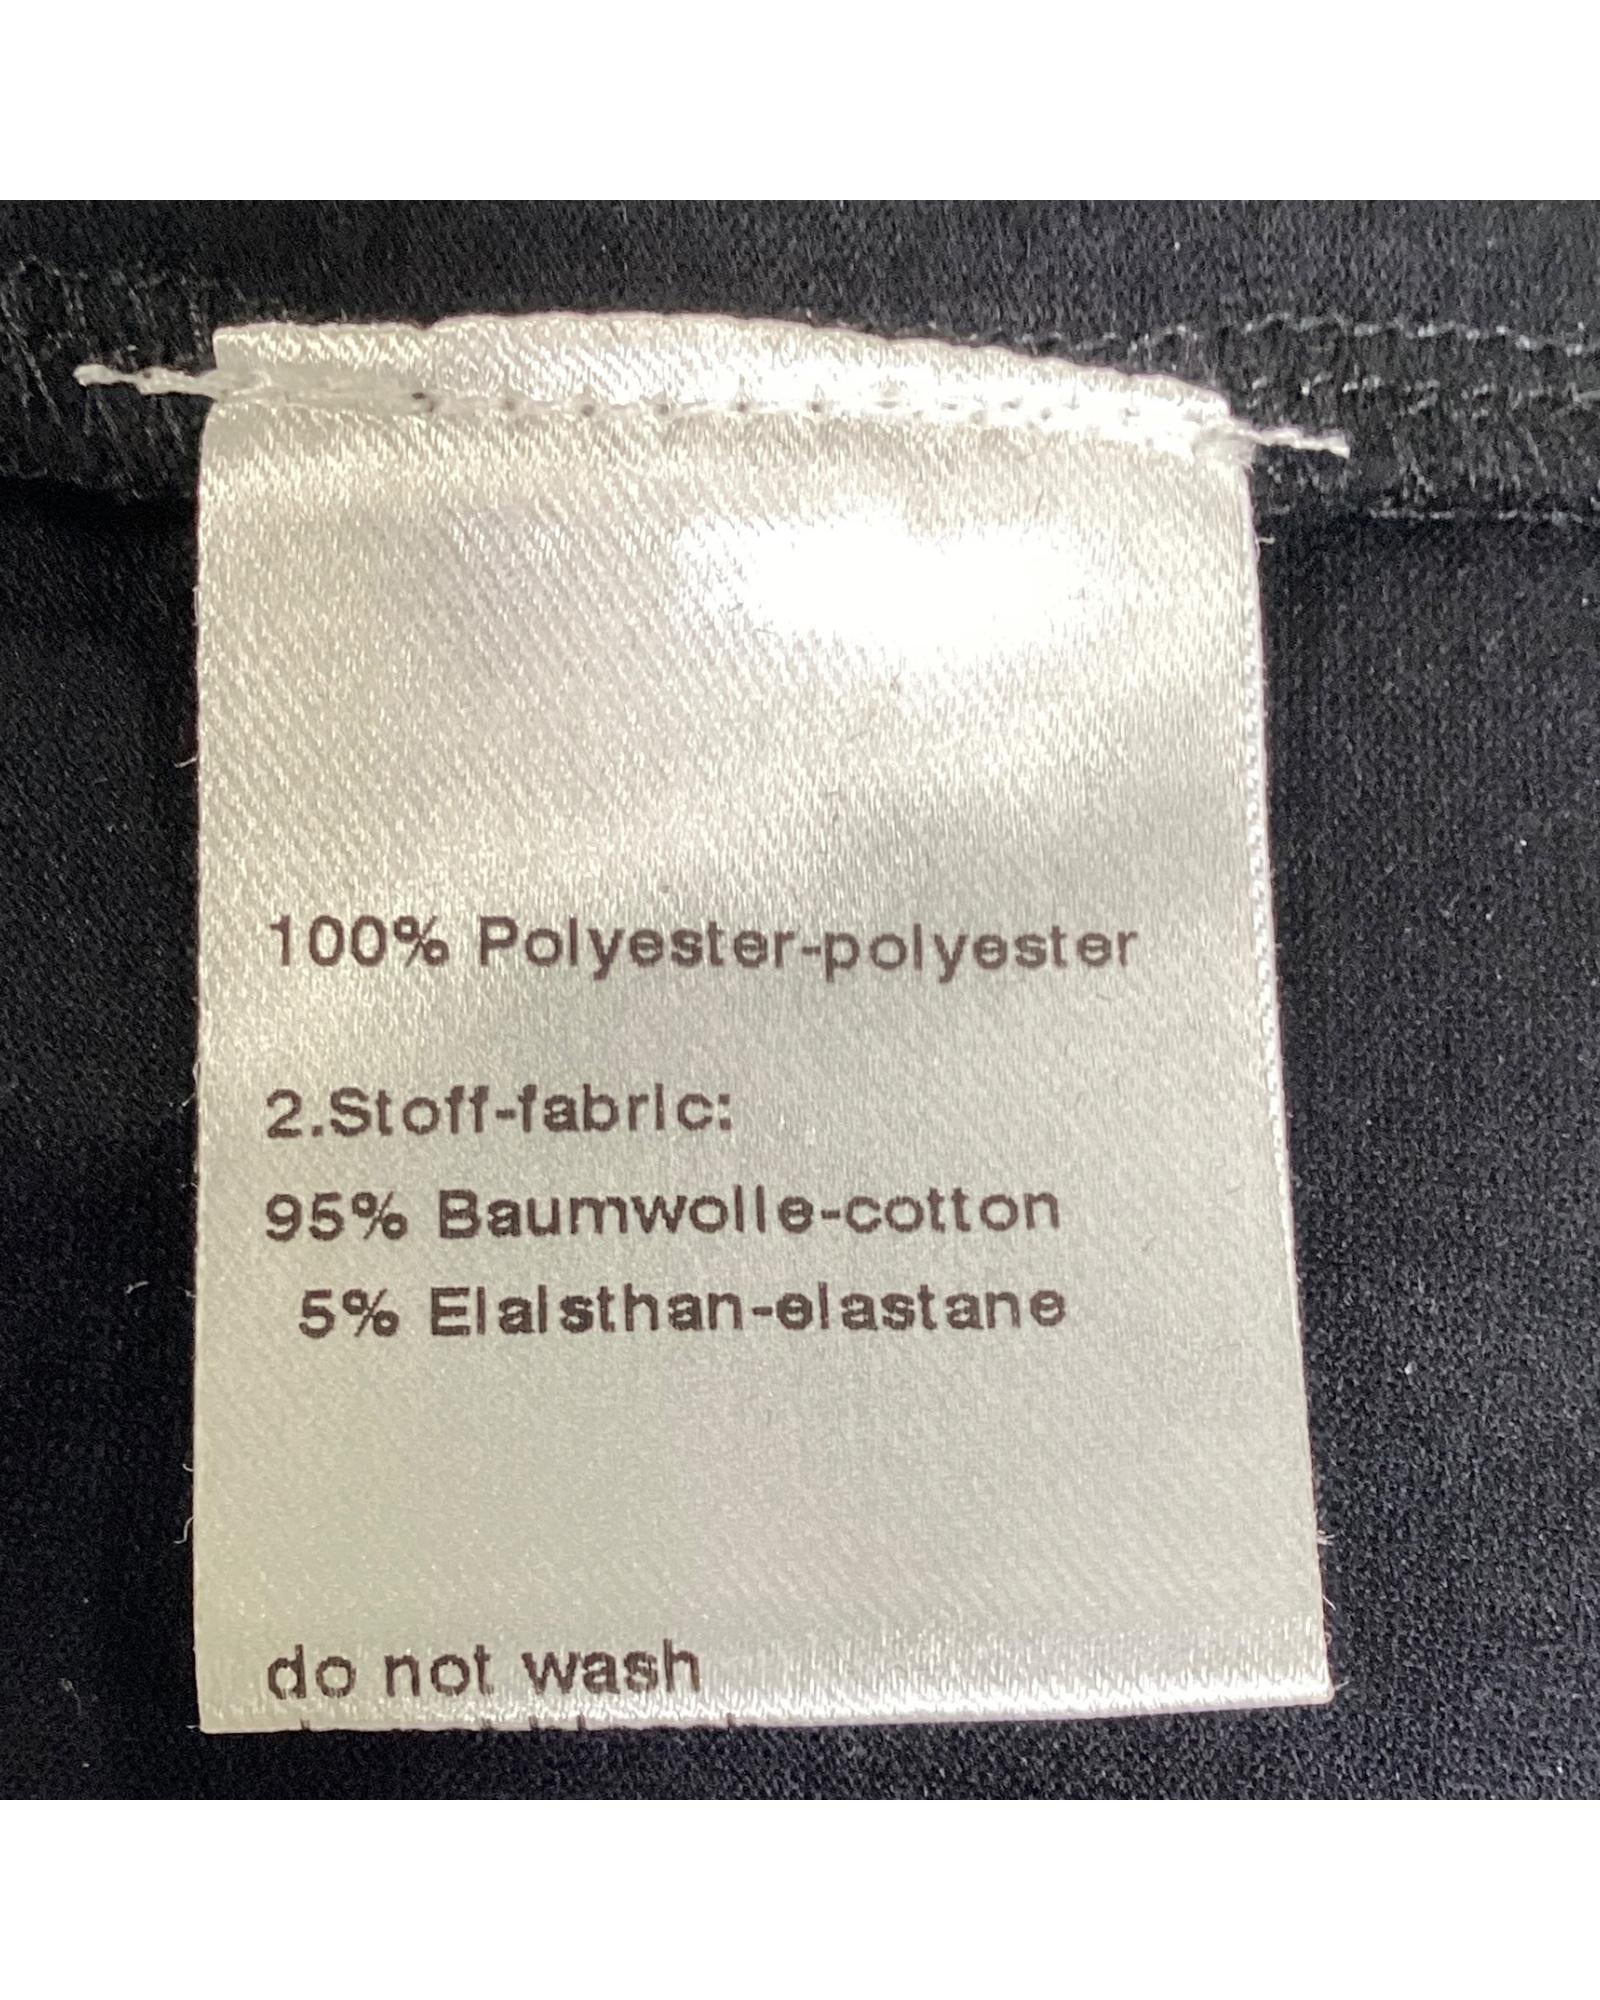 100% Polyester-polyester
2.Stoff-fabric:
95% Baumwolle-cotton
5% Elalsthan-elastane
do not wash